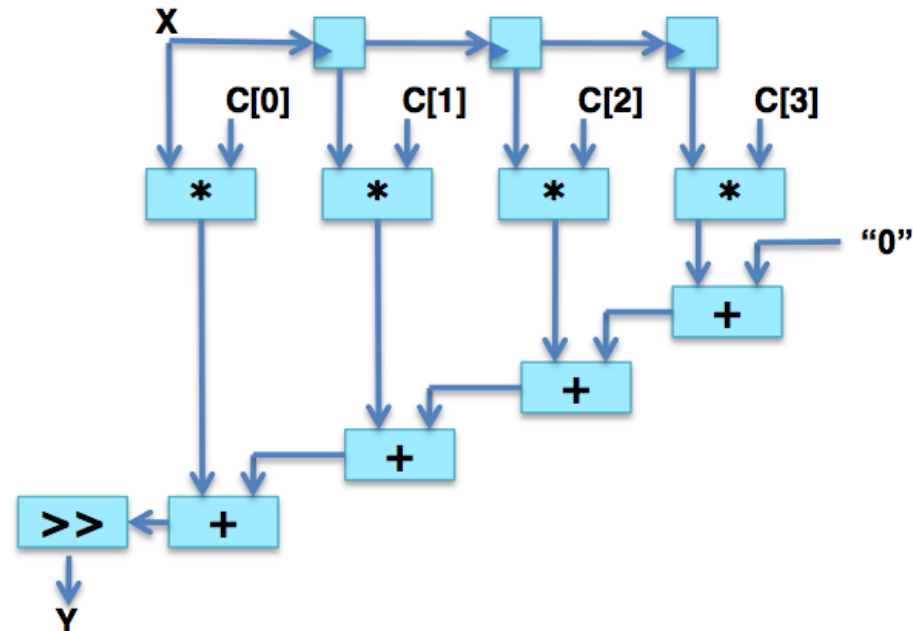 X
C[0] C[1] C[2] C[3]
* * * *
“0”
+
+
+
>> +
Y